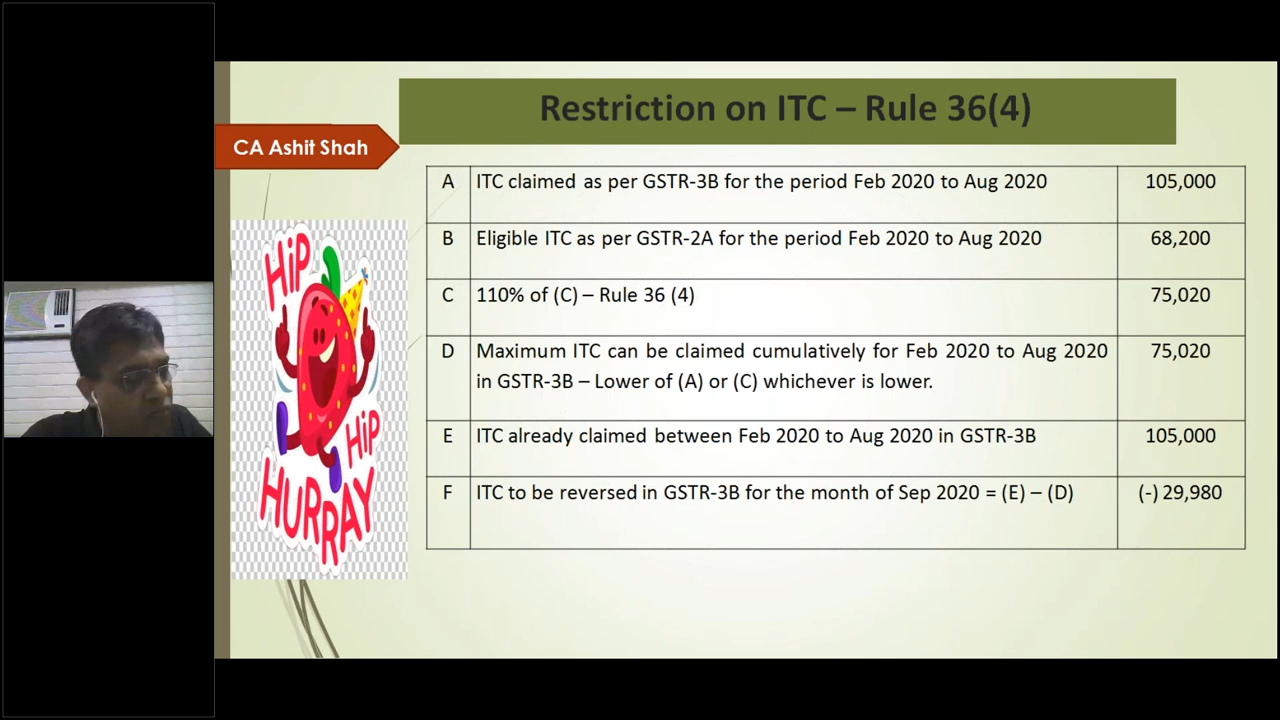 Restriction on ITC – Rule 36(4)
CA Ashit Shah
A ITC claimed as per GSTR-3B for the period Feb 2020 to Aug 2020 105,000
B Eligible ITC as per GSTR-2A for the period Feb 2020 to Aug 2020 68,200
C 110% of (C) – Rule 36 (4) 75,020
D Maximum ITC can be claimed cumulatively for Feb 2020 to Aug 2020 75,020
in GSTR-3B – Lower of (A) or (C) whichever is lower.
E ITC already claimed between Feb 2020 to Aug 2020 in GSTR-3B 105,000
F ITC to be reversed in GSTR-3B for the month of Sep 2020 = (E) – (D) (-) 29,980
HIP
HIP
HURRAY